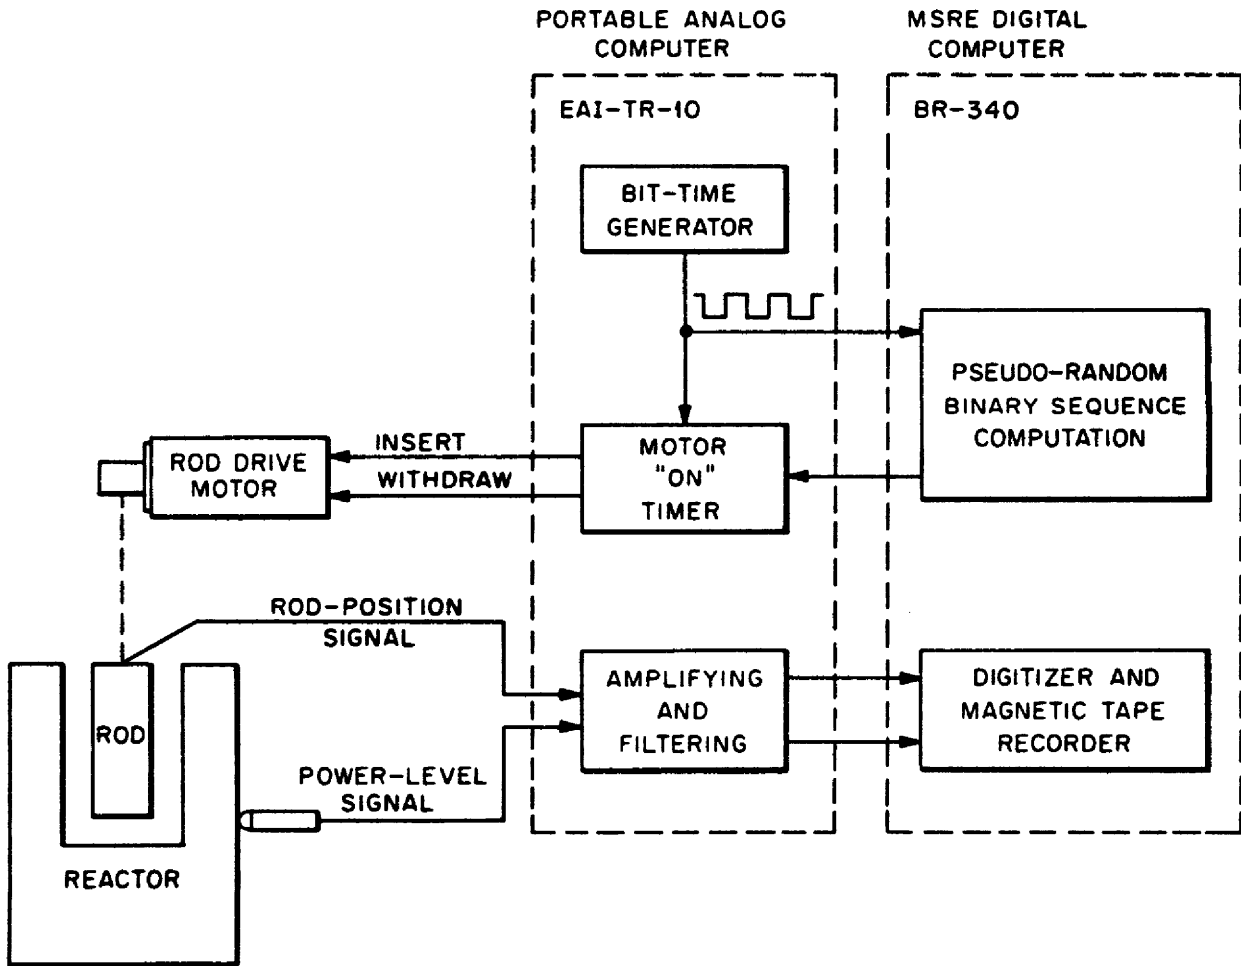 PORTABLE ANALOG
COMPUTER
MSRE DIGITAL
COMPUTER
EAI-TR-10
BR-340
BIT-TIME
GENERATOR
PSEUDO-RANDOM
BINARY SEQUENCE
COMPUTATION
INSERT
WITHDRAW
ROD DRIVE
MOTOR
MOTOR
"ON"
TIMER
ROD-POSITION
SIGNAL
AMPLIFYING
AND
FILTERING
DIGITIZER AND
MAGNETIC TAPE
RECORDER
ROD
POWER-LEVEL
SIGNAL
REACTOR